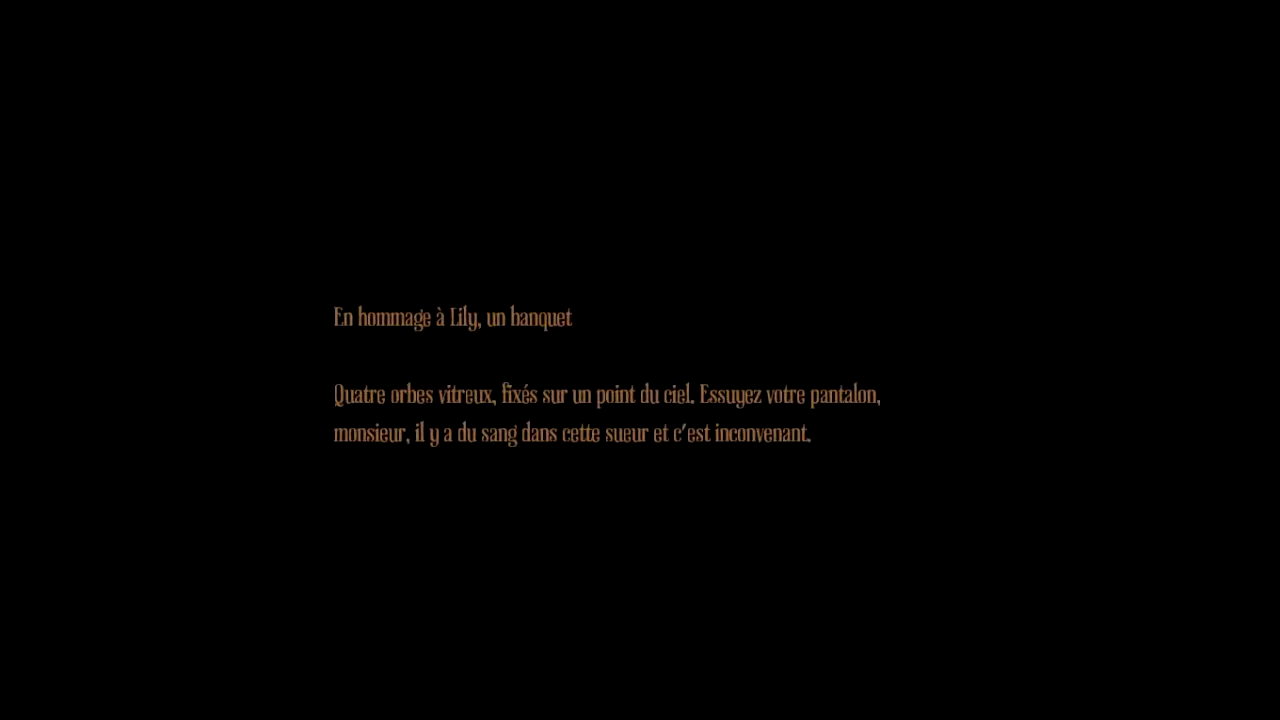 En hommage à Lily, un banquet
Quatre orbes vitreux, fixés sur un point du ciel. Essuyez votre pantalon,
monsieur, il y a du sang dans cette sueur et c'est inconvenant.